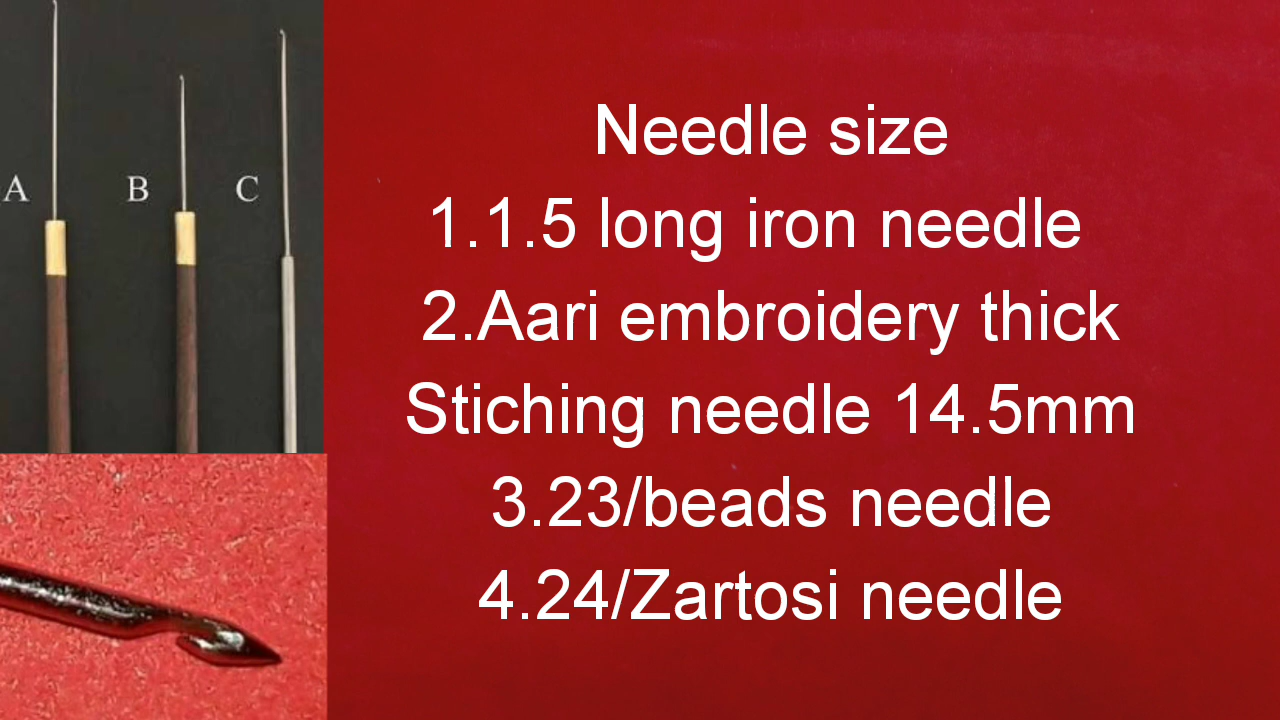 A B C
Needle size
1.1.5 long iron needle
2.Aari embroidery thick
Stiching needle 14.5mm
3.23/beads needle
4.24/Zartosi needle